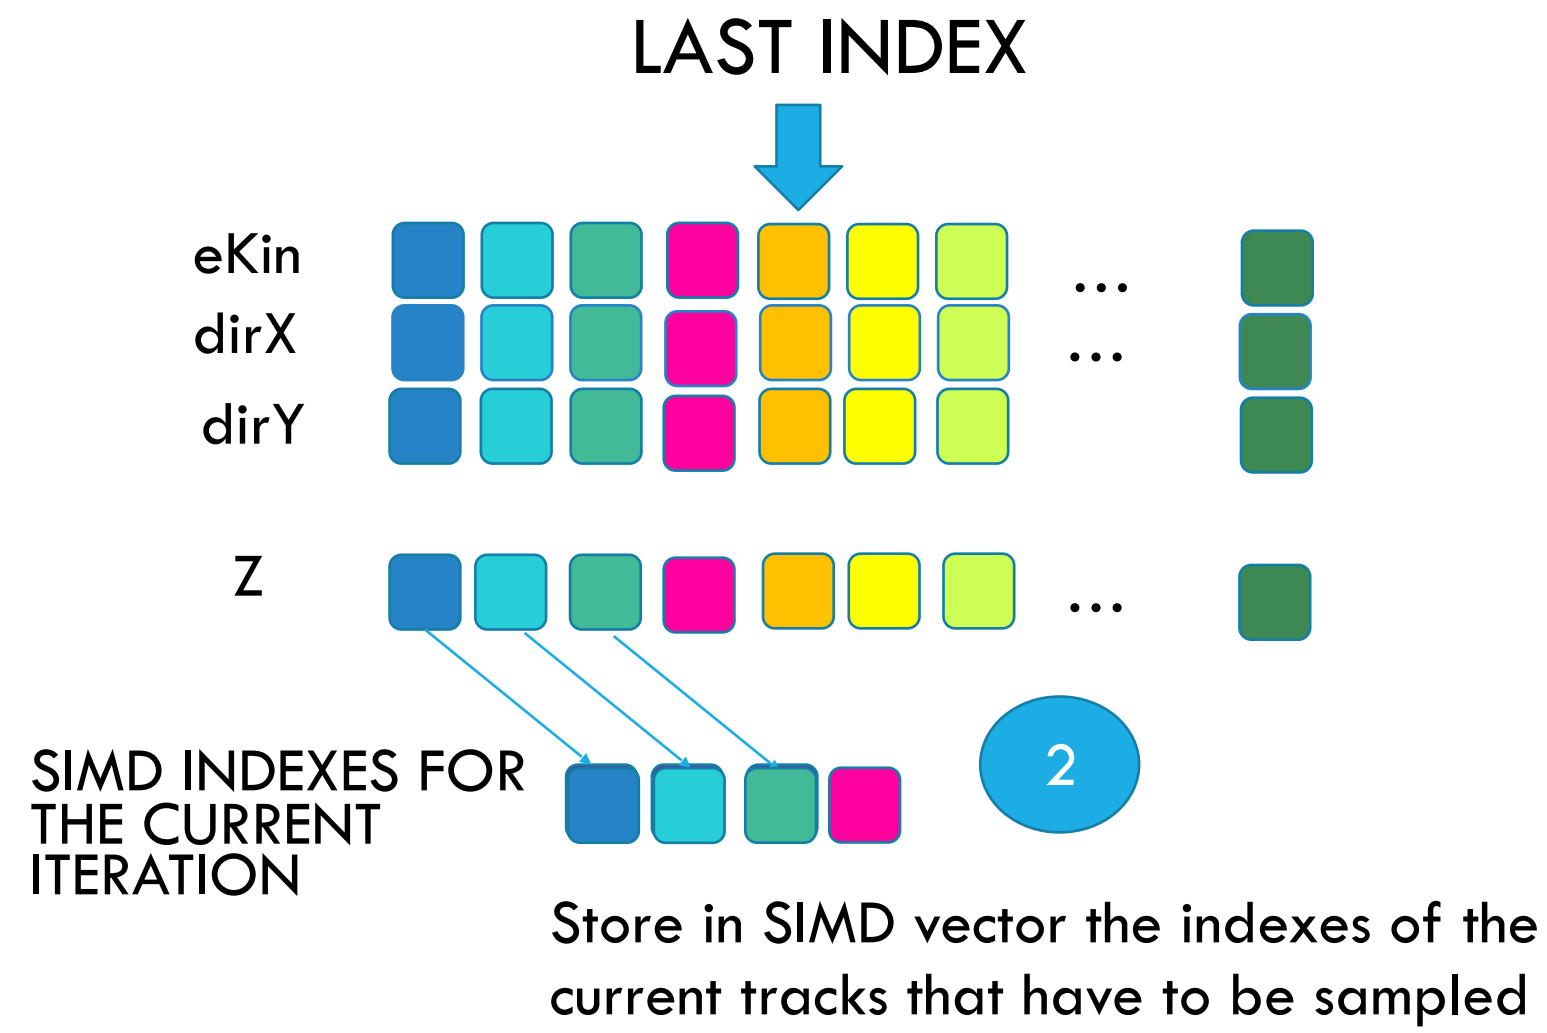 LAST INDEX
eKin
...
dirX
...
dirY
Z
...
SIMD INDEXES FOR
THE CURRENT
ITERATION
2
Store in SIMD vector the indexes of the
current tracks that have to be sampled